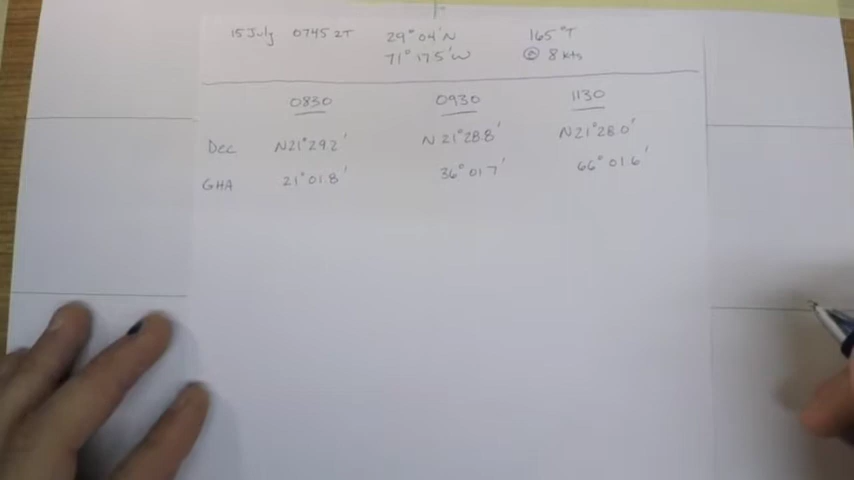 15 July 0745 ZT 29° 04' N 165° T
71° 17.5' W @ 8 kts
0830 0930 1130
Dec N21° 29.2' N 21° 28.8' N21° 28.0'
GHA 21° 01.8' 36° 01.7' 66° 01.6'